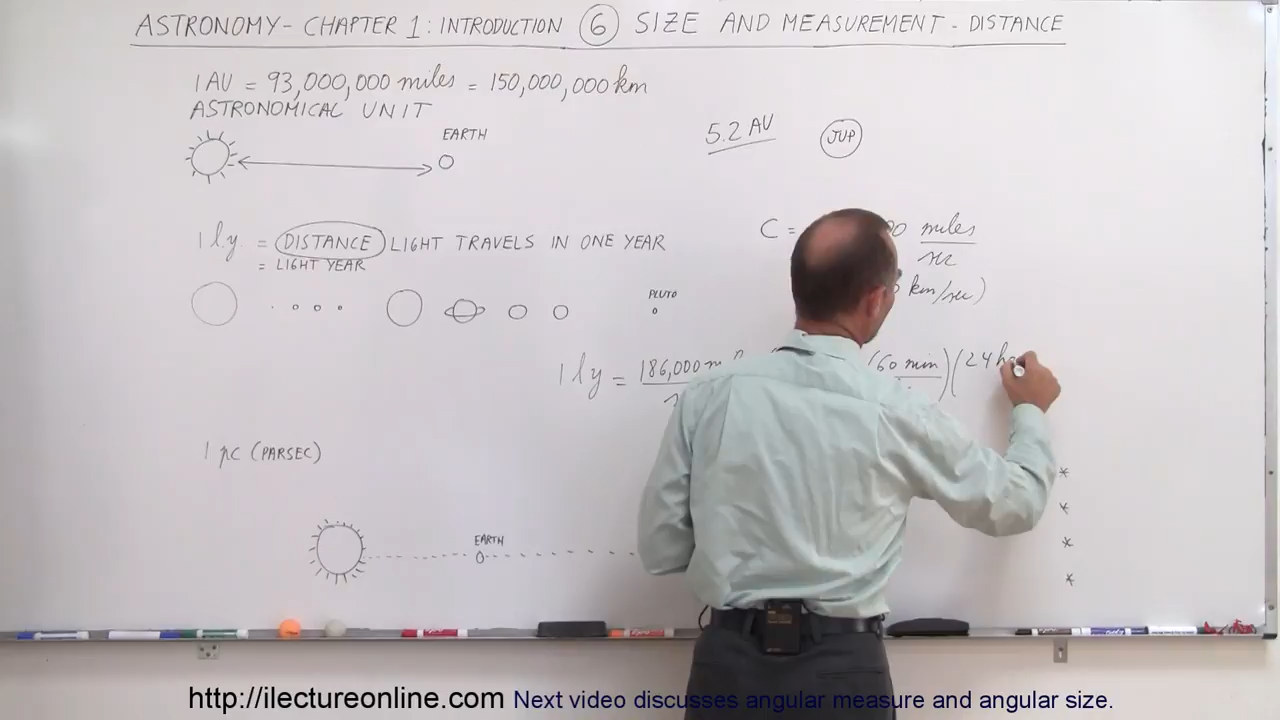 ASTRONOMY - CHAPTER 1: INTRODUCTION ⑥ SIZE AND MEASUREMENT - DISTANCE
1 AU = 93,000,000 miles = 150,000,000 km
ASTRONOMICAL UNIT
EARTH
5.2 AU
JUP
1 l.y. = DISTANCE LIGHT TRAVELS IN ONE YEAR
= LIGHT YEAR
C =
miles
sec
km/sec)
PLUTO
1 ly = 186,000
(60 min) (24
1 pc (PARSEC)
EARTH
http://ilectureonline.com Next video discusses angular measure and angular size.